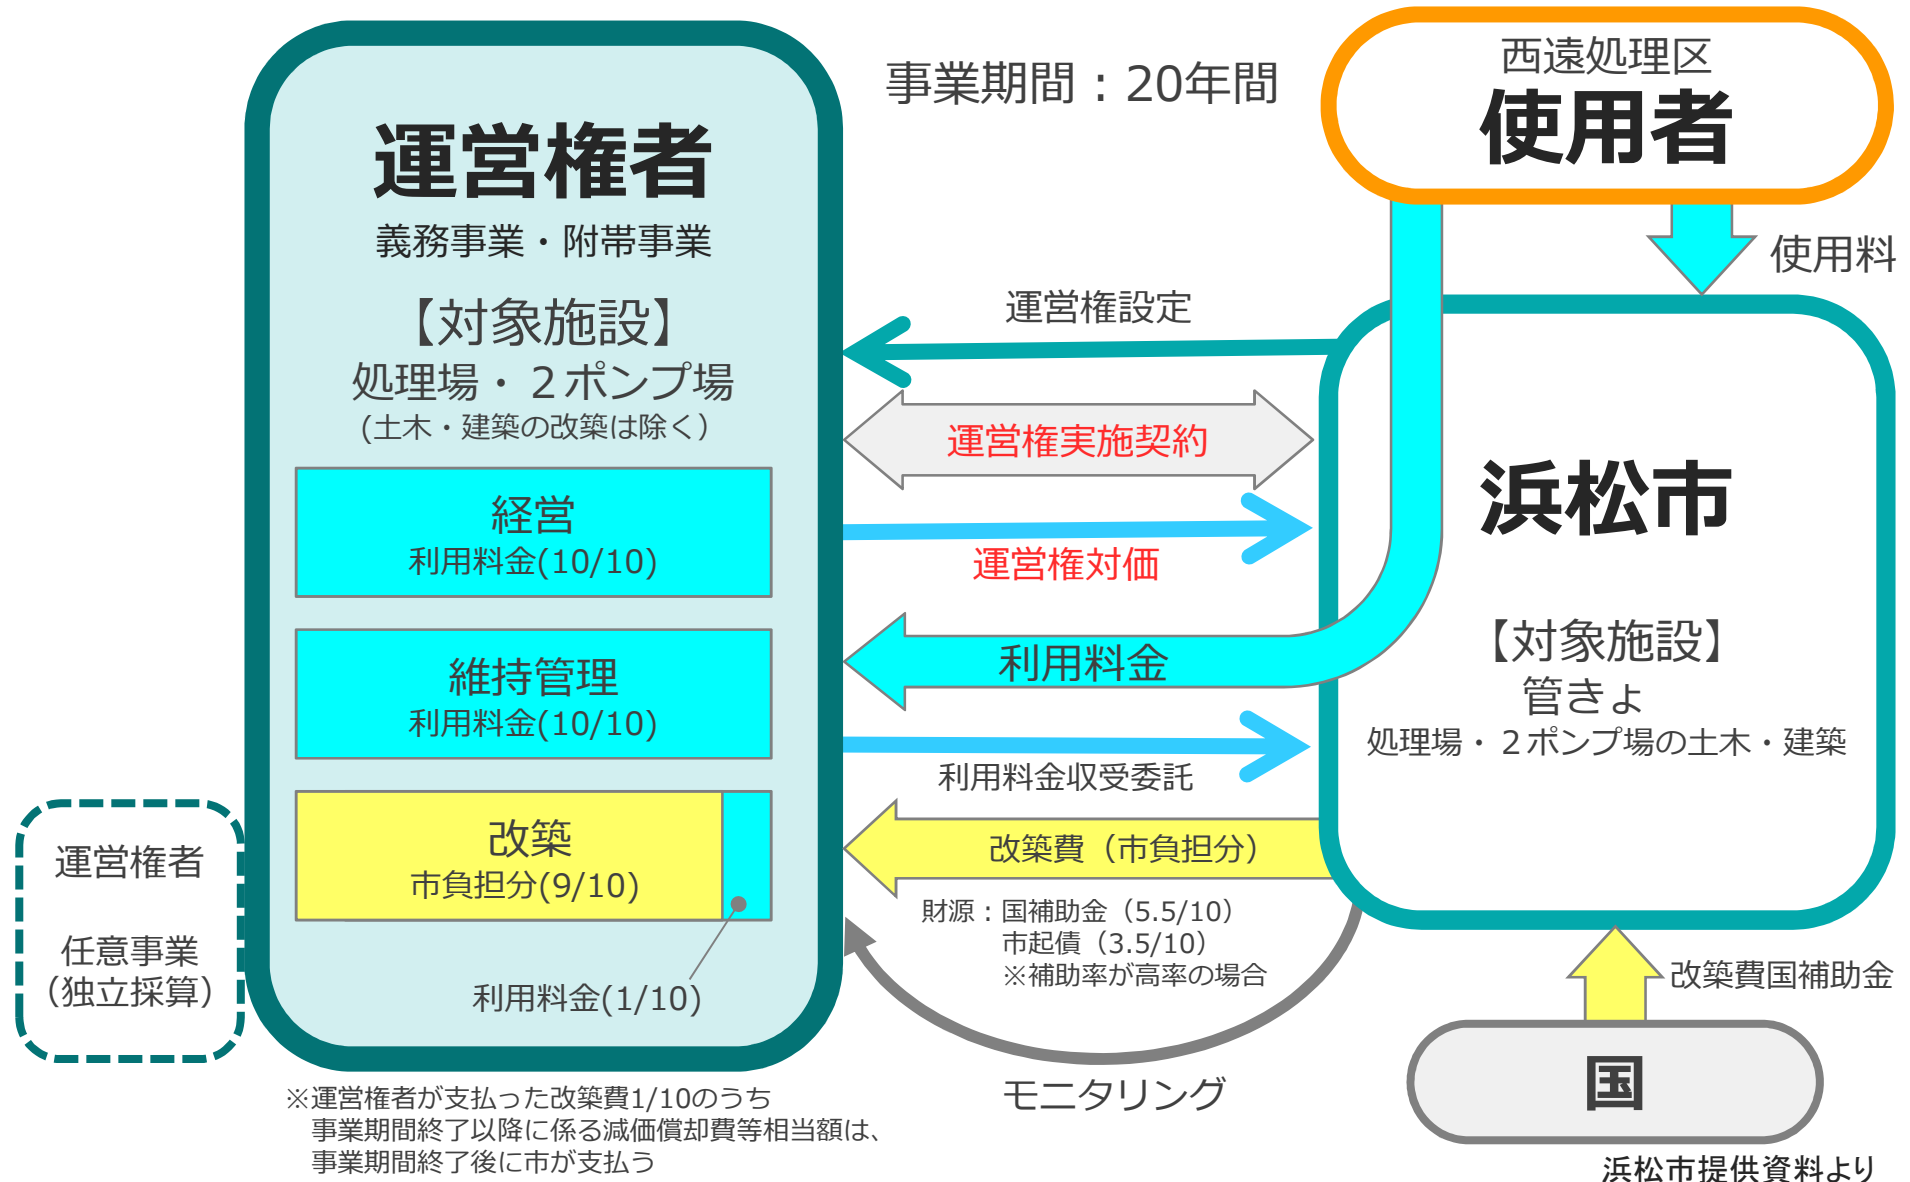 事業期間：20年間
西遠処理区
使用者
使用料
運営権者
義務事業・附帯事業
【対象施設】
処理場・２ポンプ場
(土木・建築の改築は除く）
経営
利用料金(10/10)
維持管理
利用料金(10/10)
改築
市負担分(9/10)
利用料金(1/10)
運営権者
任意事業
（独立採算）
運営権設定
運営権実施契約
運営権対価
利用料金
利用料金収受委託
改築費（市負担分）
財源：国補助金（5.5/10）
市起債（3.5/10）
※補助率が高率の場合
モニタリング
浜松市
【対象施設】
管きょ
処理場・２ポンプ場の土木・建築
改築費国補助金
国
※運営権者が支払った改築費1/10のうち
事業期間終了以降に係る減価償却費等相当額は、
事業期間終了後に市が支払う
浜松市提供資料より